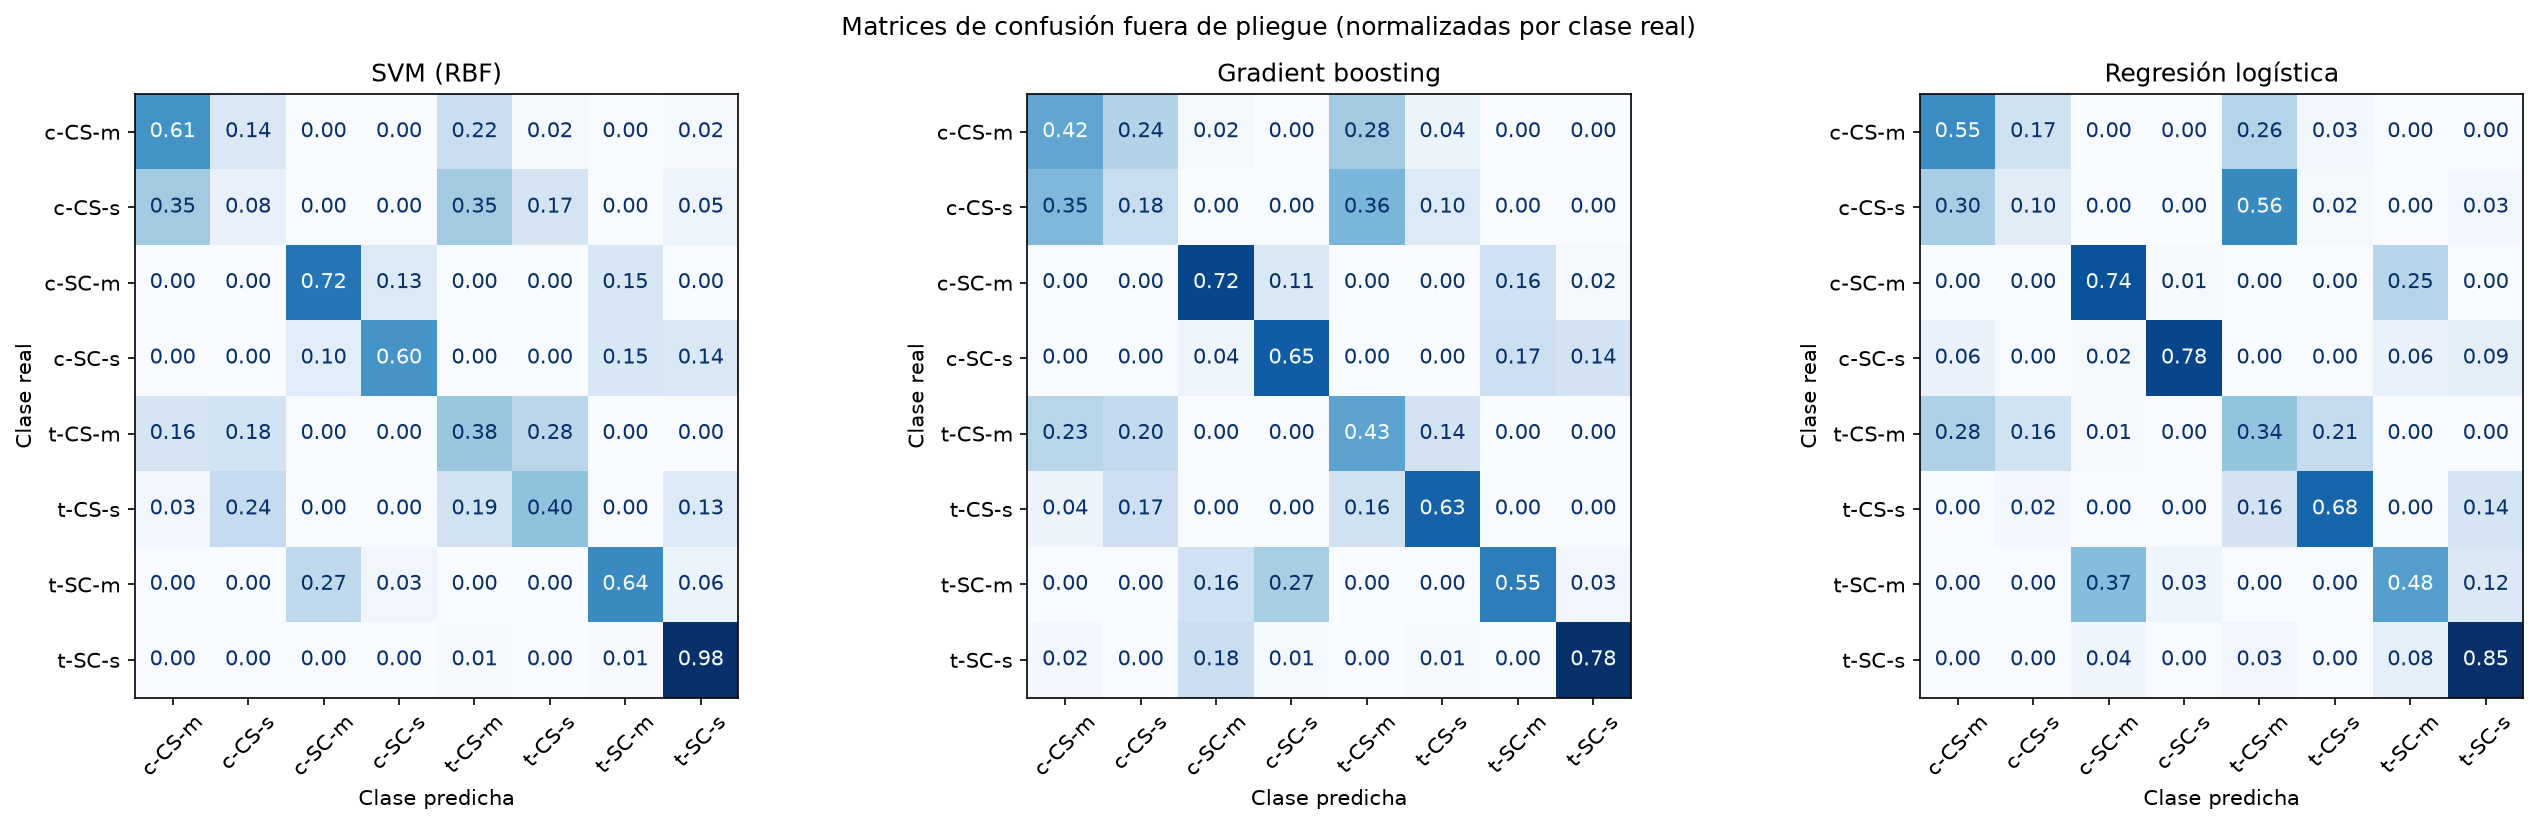 Matrices de confusión fuera de pliegue (normalizadas por clase real)
SVM (RBF)
Clase real
c-CS-m 0.61 0.14 0.00 0.00 0.22 0.02 0.00 0.02
c-CS-s 0.35 0.08 0.00 0.00 0.35 0.17 0.00 0.05
c-SC-m 0.00 0.00 0.72 0.13 0.00 0.00 0.15 0.00
c-SC-s 0.00 0.00 0.10 0.60 0.00 0.00 0.15 0.14
t-CS-m 0.16 0.18 0.00 0.00 0.38 0.28 0.00 0.00
t-CS-s 0.03 0.24 0.00 0.00 0.19 0.40 0.00 0.13
t-SC-m 0.00 0.00 0.27 0.03 0.00 0.00 0.64 0.06
t-SC-s 0.00 0.00 0.00 0.00 0.01 0.00 0.01 0.98
c-CS-m c-CS-s c-SC-m c-SC-s t-CS-m t-CS-s t-SC-m t-SC-s
Clase predicha
Gradient boosting
Clase real
c-CS-m 0.42 0.24 0.02 0.00 0.28 0.04 0.00 0.00
c-CS-s 0.35 0.18 0.00 0.00 0.36 0.10 0.00 0.00
c-SC-m 0.00 0.00 0.72 0.11 0.00 0.00 0.16 0.02
c-SC-s 0.00 0.00 0.04 0.65 0.00 0.00 0.17 0.14
t-CS-m 0.23 0.20 0.00 0.00 0.43 0.14 0.00 0.00
t-CS-s 0.04 0.17 0.00 0.00 0.16 0.63 0.00 0.00
t-SC-m 0.00 0.00 0.16 0.27 0.00 0.00 0.55 0.03
t-SC-s 0.02 0.00 0.18 0.01 0.00 0.01 0.00 0.78
c-CS-m c-CS-s c-SC-m c-SC-s t-CS-m t-CS-s t-SC-m t-SC-s
Clase predicha
Regresión logística
Clase real
c-CS-m 0.55 0.17 0.00 0.00 0.26 0.03 0.00 0.00
c-CS-s 0.30 0.10 0.00 0.00 0.56 0.02 0.00 0.03
c-SC-m 0.00 0.00 0.74 0.01 0.00 0.00 0.25 0.00
c-SC-s 0.06 0.00 0.02 0.78 0.00 0.00 0.06 0.09
t-CS-m 0.28 0.16 0.01 0.00 0.34 0.21 0.00 0.00
t-CS-s 0.00 0.02 0.00 0.00 0.16 0.68 0.00 0.14
t-SC-m 0.00 0.00 0.37 0.03 0.00 0.00 0.48 0.12
t-SC-s 0.00 0.00 0.04 0.00 0.03 0.00 0.08 0.85
c-CS-m c-CS-s c-SC-m c-SC-s t-CS-m t-CS-s t-SC-m t-SC-s
Clase predicha